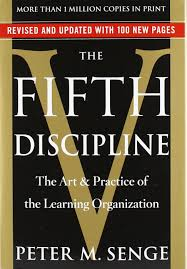 MORE THAN 1 MILLION COPIES IN PRINT
REVISED AND UPDATED WITH 100 NEW PAGES
THE
FIFTH
DISCIPLINE
V
The Art & Practice of
the Learning Organization
PETER M. SENGE